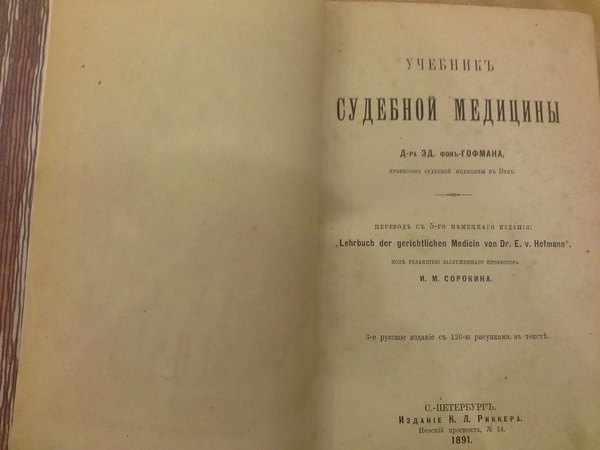 УЧЕБНИКЪ
СУДЕБНОЙ МЕДИЦИНЫ
Д-РА ЭД. ФОНЪ-ГОФМАНА,
ПРОФЕССОРА СУДЕБНОЙ МЕДИЦИНЫ ВЪ ВѢНѢ.
ПЕРЕВОДЪ СЪ 5-ГО НѢМЕЦКАГО ИЗДАНІЯ:
„Lehrbuch der gerichtlichen Medicin von Dr. E. v. Hofmann“,
ПОДЪ РЕДАКЦІЕЮ ЗАСЛУЖЕННАГО ПРОФЕССОРА
И. М. СОРОКИНА.
3-е русское изданіе съ 126-ю рисунками въ текстѣ.
С.-ПЕТЕРБУРГЪ.
Изданіе К. Л. Риккера.
Невскій проспектъ, № 14.
1891.